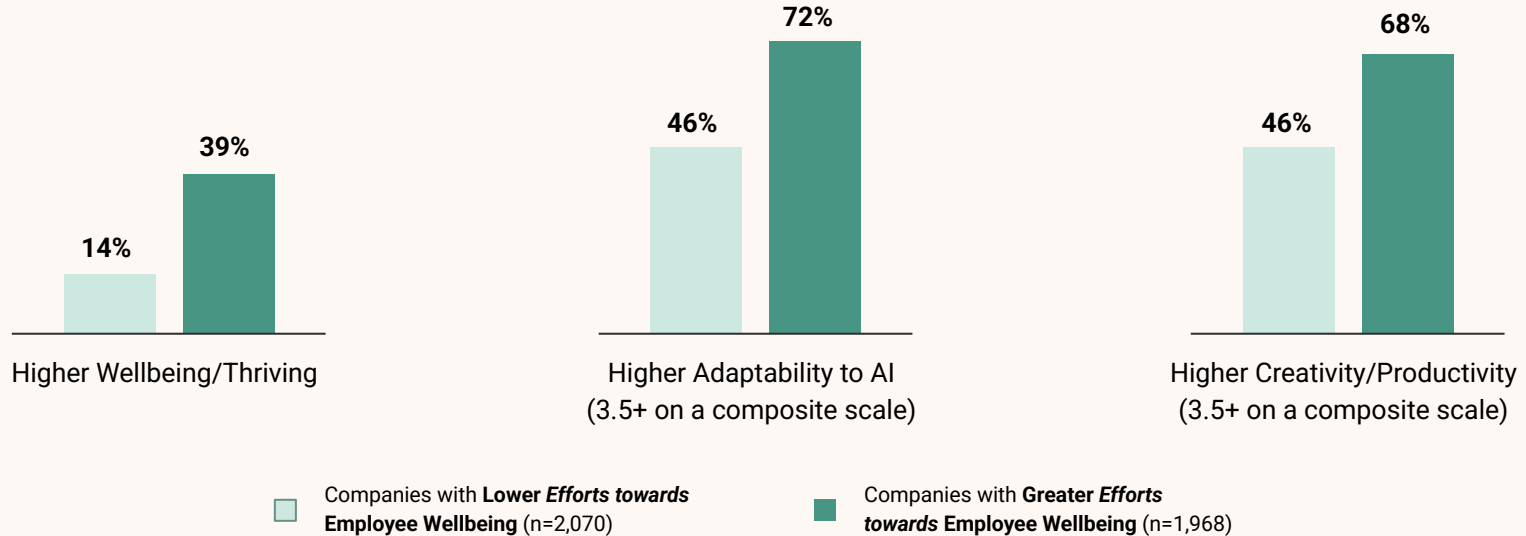 72%
68%
46%
46%
39%
14%
Higher Wellbeing/Thriving
Higher Adaptability to AI
(3.5+ on a composite scale)
Higher Creativity/Productivity
(3.5+ on a composite scale)
Companies with Lower Efforts towards
Employee Wellbeing (n=2,070)
Companies with Greater Efforts
towards Employee Wellbeing (n=1,968)